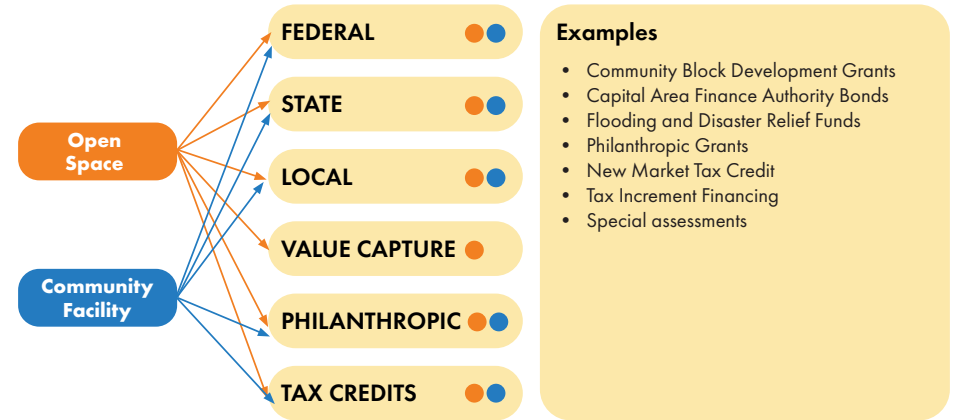 Open
Space
Community
Facility
FEDERAL
STATE
LOCAL
VALUE CAPTURE
PHILANTHROPIC
TAX CREDITS
Examples
• Community Block Development Grants
• Capital Area Finance Authority Bonds
• Flooding and Disaster Relief Funds
• Philanthropic Grants
• New Market Tax Credit
• Tax Increment Financing
• Special assessments